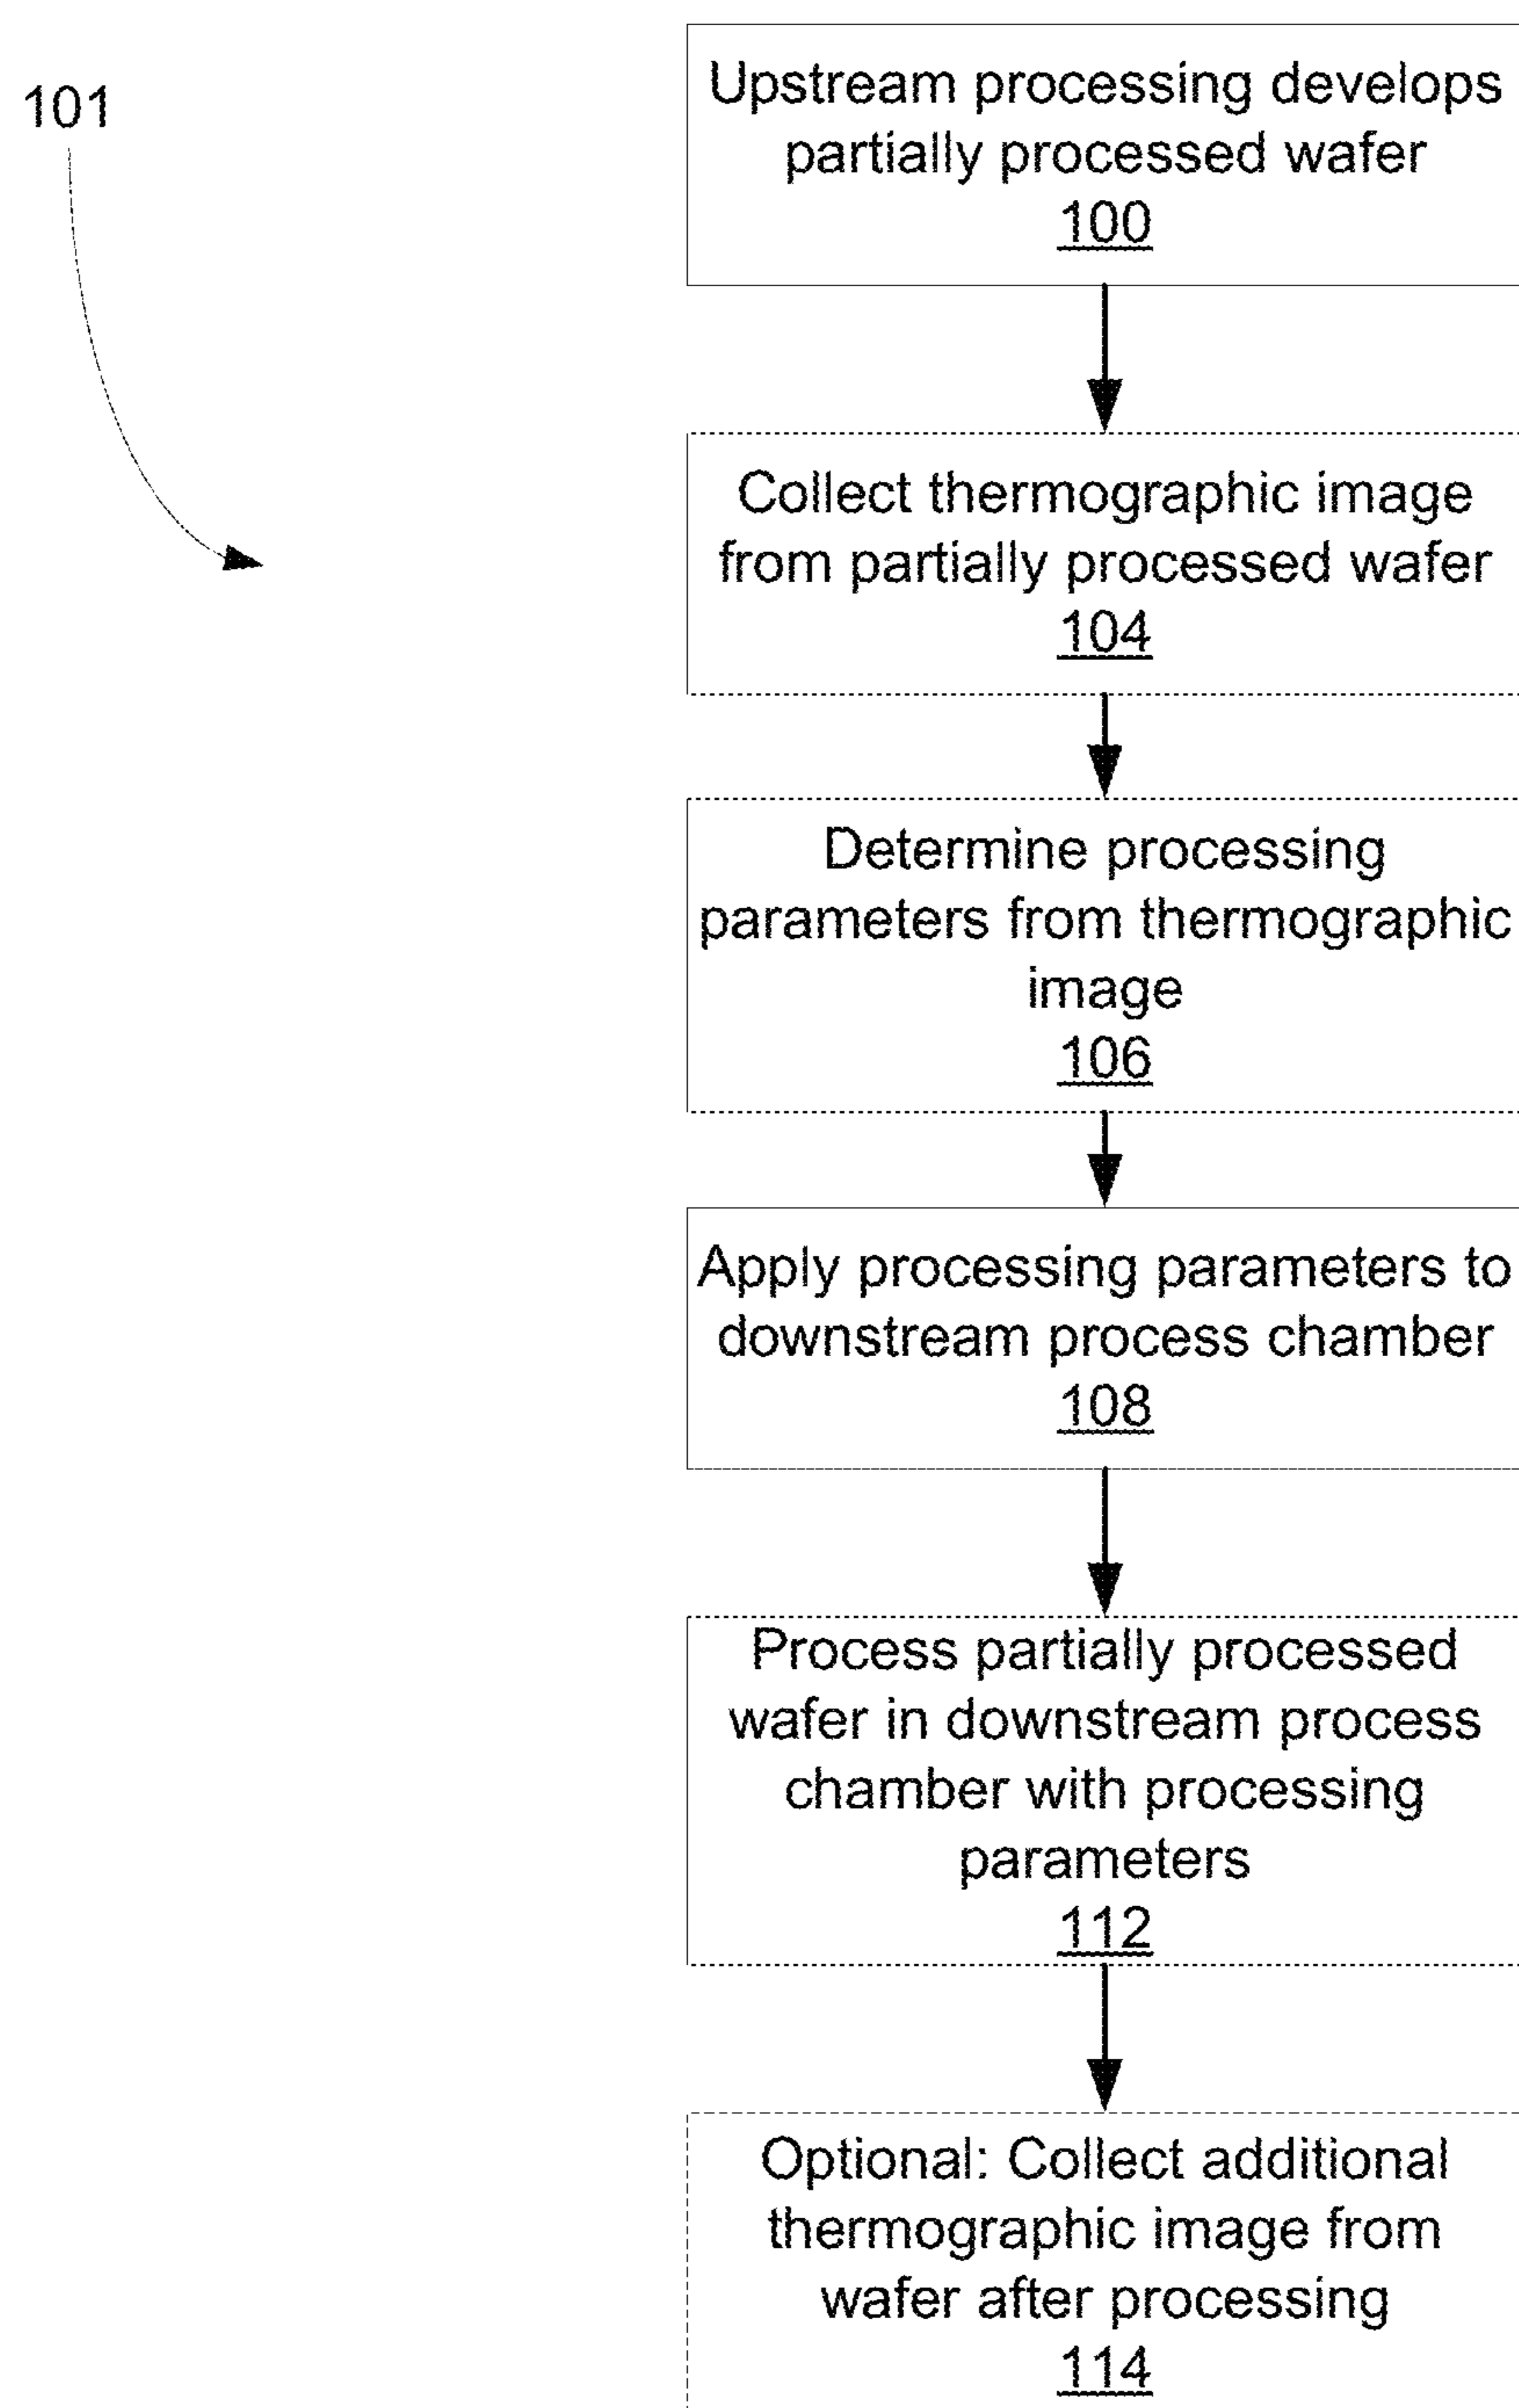 101
Upstream processing develops
partially processed wafer
100
Collect thermographic image
from partially processed wafer
104
Determine processing
parameters from thermographic
image
106
Apply processing parameters to
downstream process chamber
108
Process partially processed
wafer in downstream process
chamber with processing
parameters
112
Optional: Collect additional
thermographic image from
wafer after processing
114